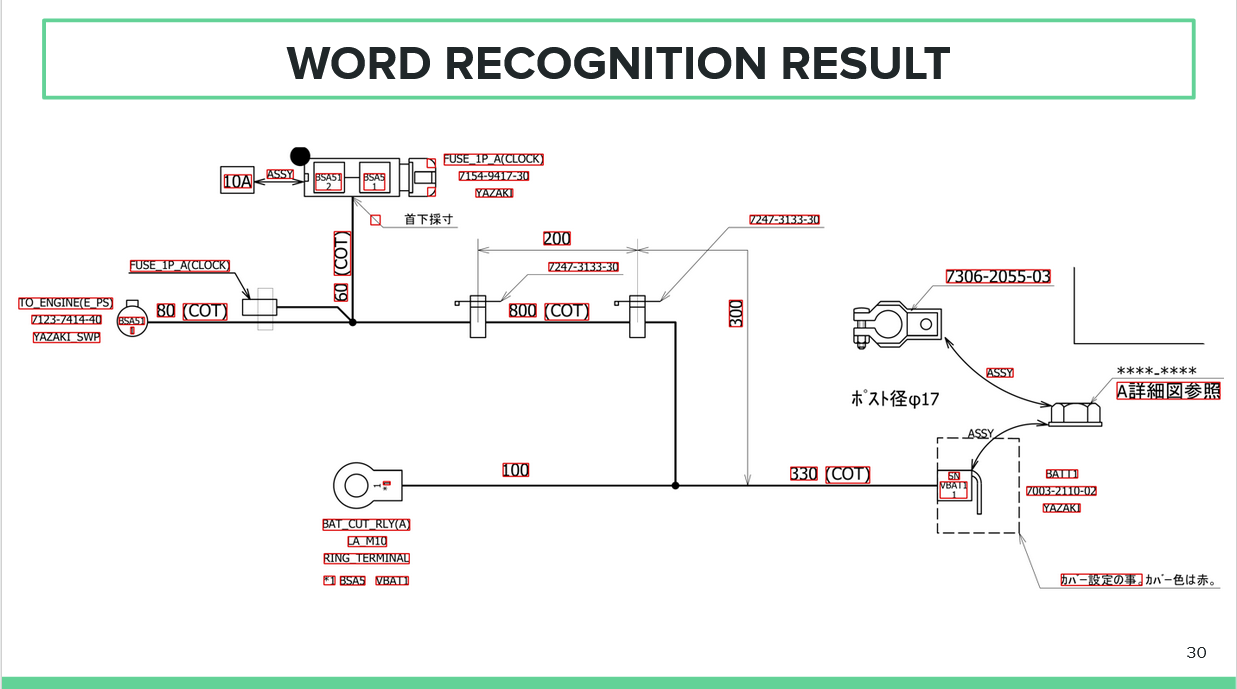 WORD RECOGNITION RESULT
10A
ASSY
BSA51
2
BSA5
1
FUSE_1P_A(CLOCK)
7154-9417-30
YAZAKI
首下採寸
60 (COT)
200
7247-3133-30
7247-3133-30
FUSE_1P_A(CLOCK)
TO_ENGINE(E_PS)
7123-7414-40
YAZAKI_SWP
BSA51
80 (COT)
800 (COT)
300
7306-2055-03
ASSY
****-****
A詳細図参照
ポスト径φ17
ASSY
100
330 (COT)
SN
VBAT1
1
BATT1
7003-2110-02
YAZAKI
1
*
BAT_CUT_RLY(A)
LA_M10
RING_TERMINAL
*1 BSA5 VBAT1
カバー設定の事。カバー色は赤。
30